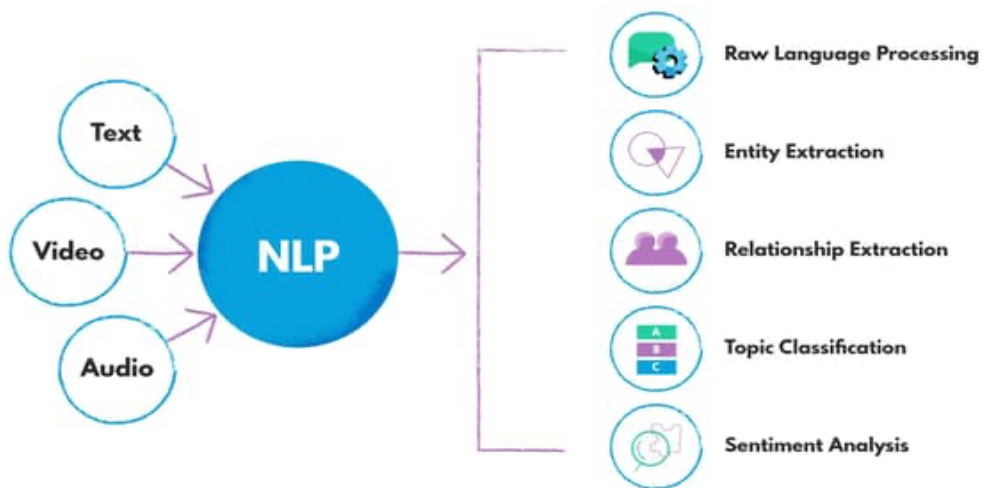 Text
Video
Audio
NLP
Raw Language Processing
Entity Extraction
Relationship Extraction
A
B
C
Topic Classification
Sentiment Analysis